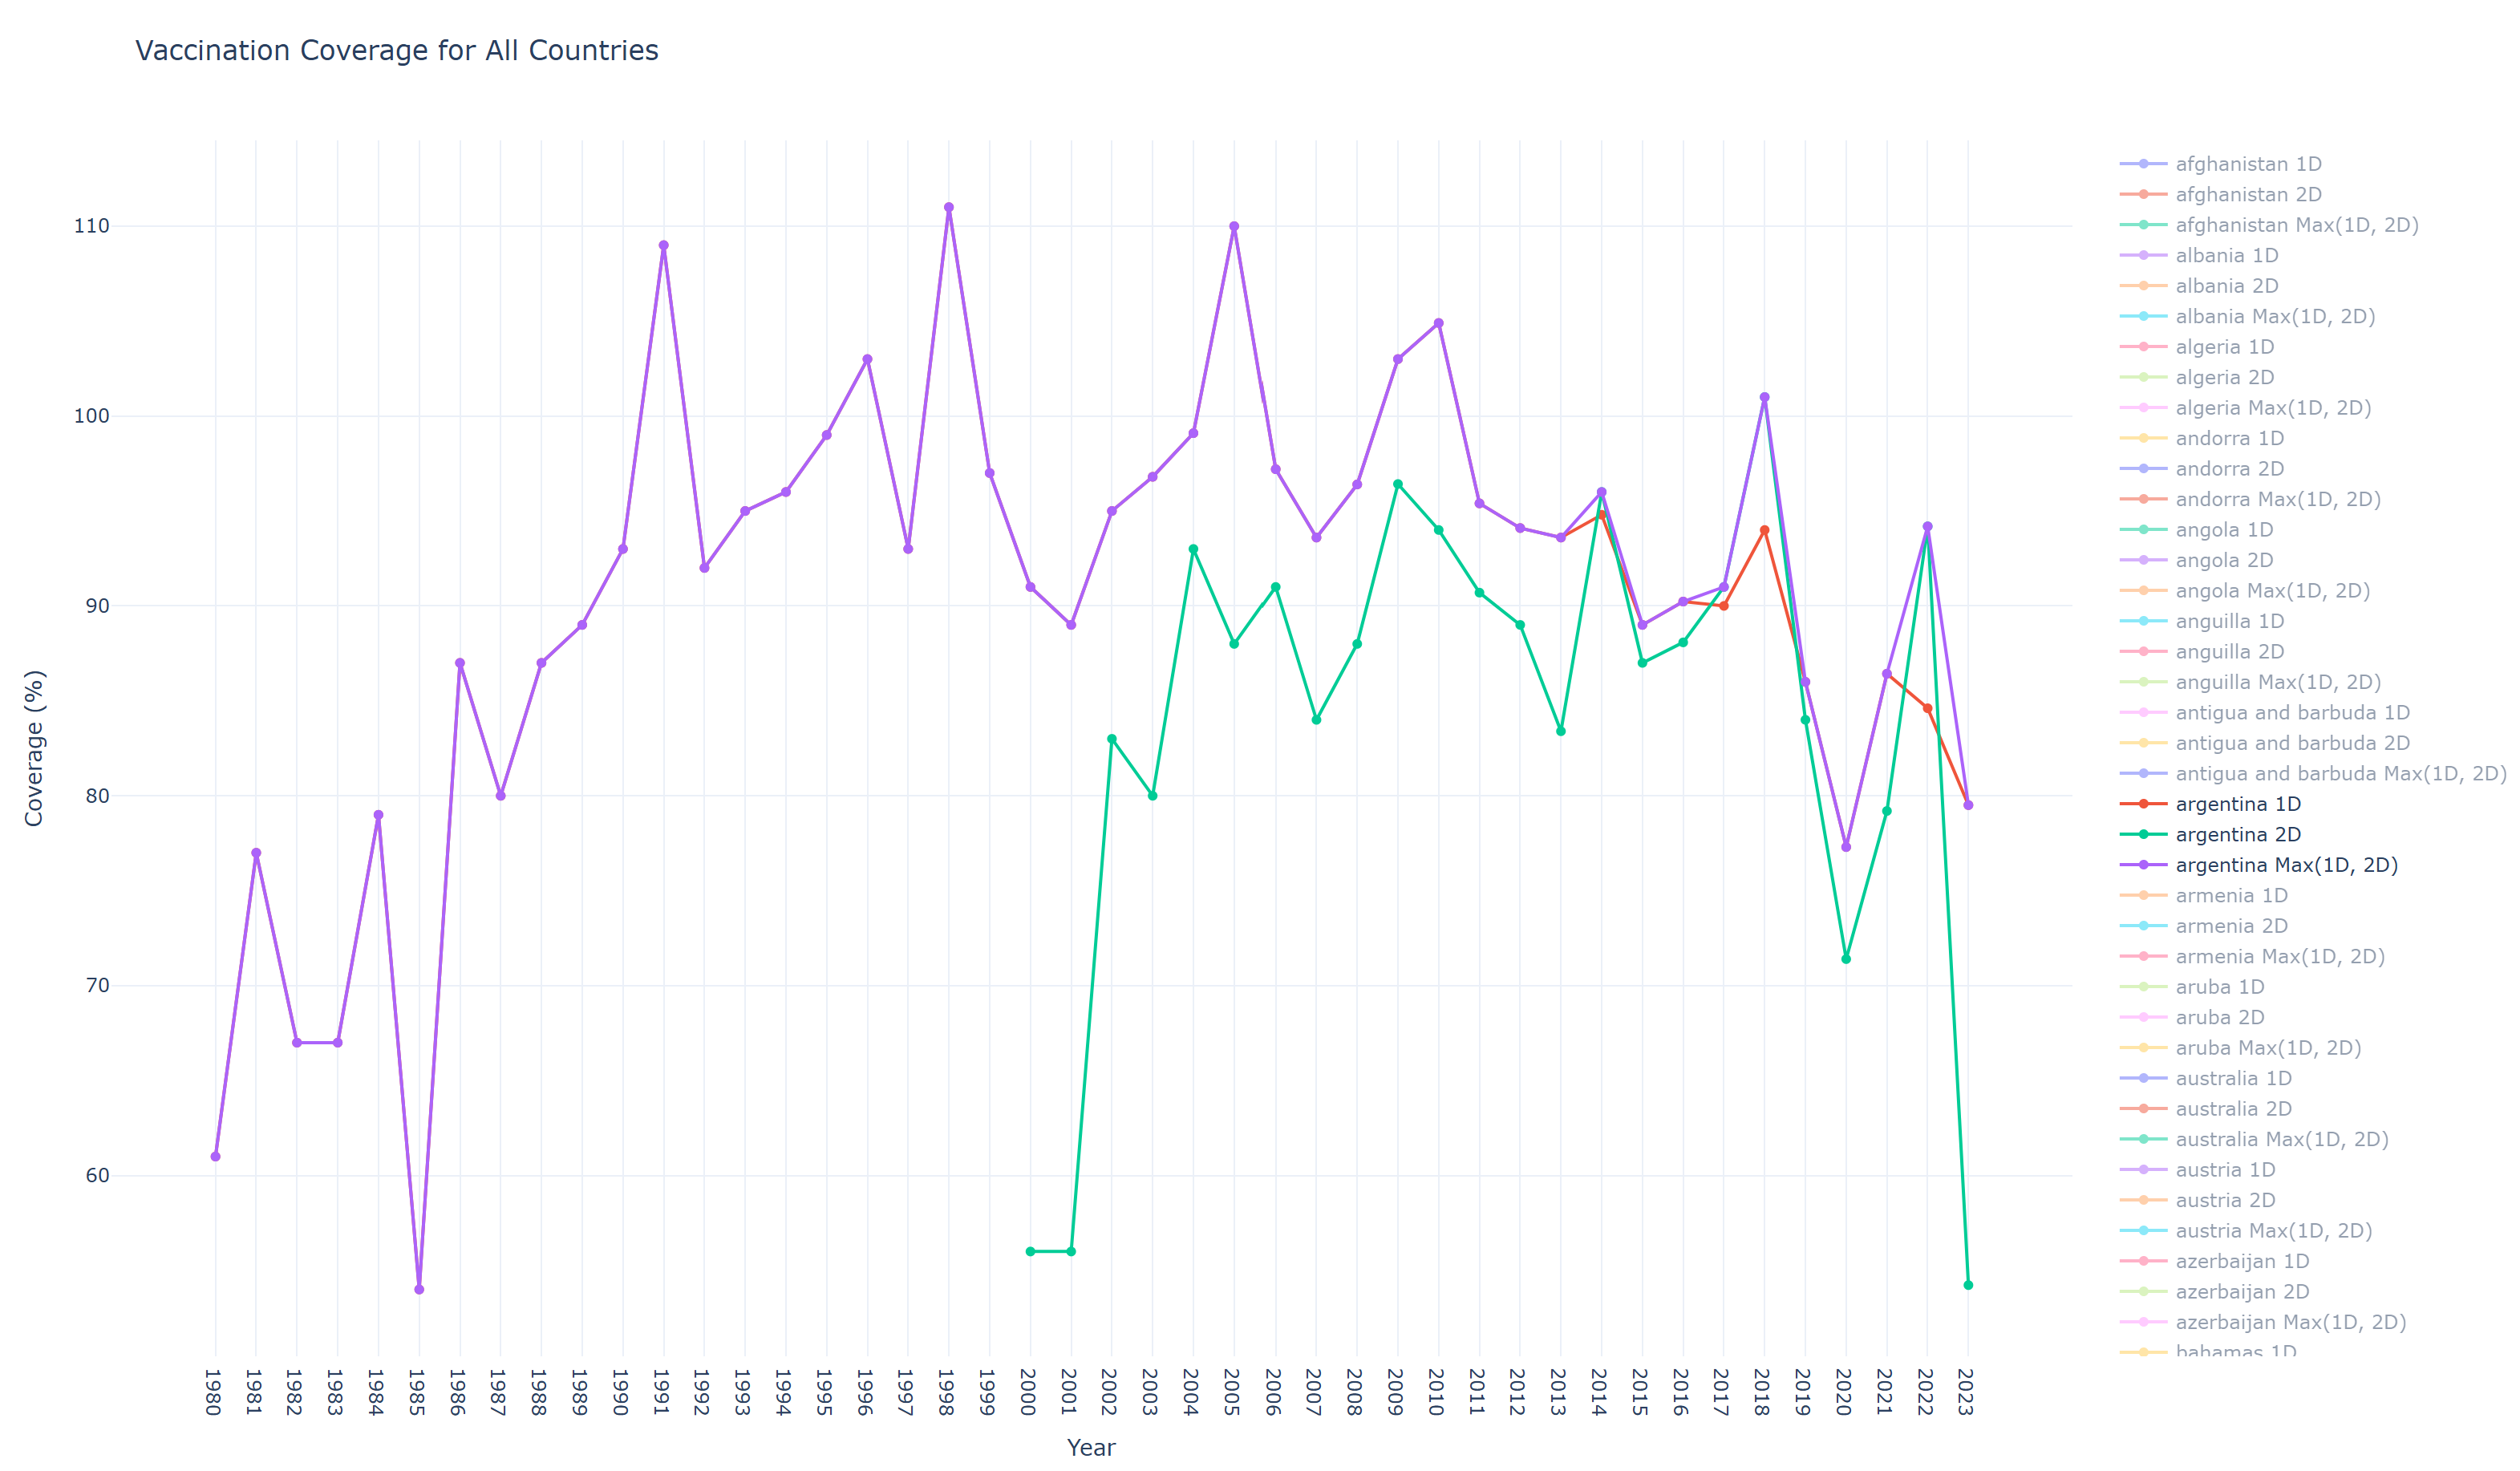 Vaccination Coverage for All Countries
Coverage (%)
110
100
90
80
70
60
1980
1981
1982
1983
1984
1985
1986
1987
1988
1989
1990
1991
1992
1993
1994
1995
1996
1997
1998
1999
2000
2001
2002
2003
2004
2005
2006
2007
2008
2009
2010
2011
2012
2013
2014
2015
2016
2017
2018
2019
2020
2021
2022
2023
Year
afghanistan 1D
afghanistan 2D
afghanistan Max(1D, 2D)
albania 1D
albania 2D
albania Max(1D, 2D)
algeria 1D
algeria 2D
algeria Max(1D, 2D)
andorra 1D
andorra 2D
andorra Max(1D, 2D)
angola 1D
angola 2D
angola Max(1D, 2D)
anguilla 1D
anguilla 2D
anguilla Max(1D, 2D)
antigua and barbuda 1D
antigua and barbuda 2D
antigua and barbuda Max(1D, 2D)
argentina 1D
argentina 2D
argentina Max(1D, 2D)
armenia 1D
armenia 2D
armenia Max(1D, 2D)
aruba 1D
aruba 2D
aruba Max(1D, 2D)
australia 1D
australia 2D
australia Max(1D, 2D)
austria 1D
austria 2D
austria Max(1D, 2D)
azerbaijan 1D
azerbaijan 2D
azerbaijan Max(1D, 2D)
bahamas 1D